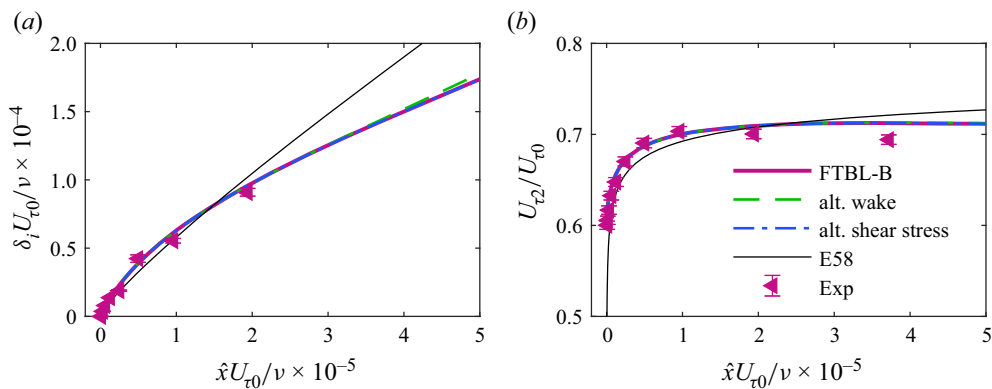 (a)
2.0
1.5
1.0
0.5
0
0 1 2 3 4 5
δ_i U_τ0/ν × 10⁻⁴
x̂U_τ0/ν × 10⁻⁵
(b)
0.8
0.7
0.6
0.5
0 1 2 3 4 5
U_τ2/U_τ0
x̂U_τ0/ν × 10⁻⁵
FTBL-B
alt. wake
alt. shear stress
E58
Exp